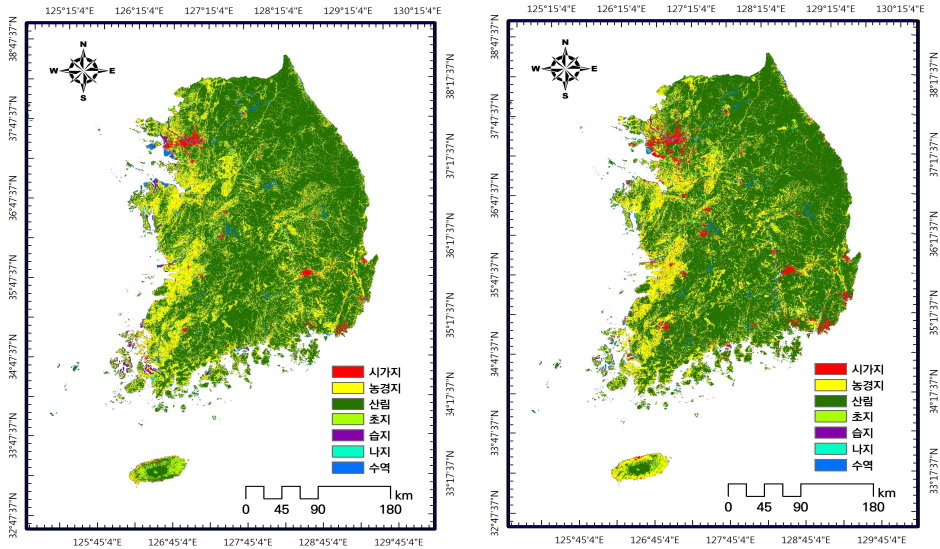 125°15'4"E 126°15'4"E 127°15'4"E 128°15'4"E 129°15'4"E 130°15'4"E
38°47'37"N
37°47'37"N
36°47'37"N
35°47'37"N
34°47'37"N
33°47'37"N
32°47'37"N
N
W E
S
시가지
농경지
산림
초지
습지
나지
수역
km
0 45 90 180
38°17'37"N
37°17'37"N
36°17'37"N
35°17'37"N
34°17'37"N
33°17'37"N
125°45'4"E 126°45'4"E 127°45'4"E 128°45'4"E 129°45'4"E
125°15'4"E 126°15'4"E 127°15'4"E 128°15'4"E 129°15'4"E 130°15'4"E
38°47'37"N
37°47'37"N
36°47'37"N
35°47'37"N
34°47'37"N
33°47'37"N
32°47'37"N
N
W E
S
시가지
농경지
산림
초지
습지
나지
수역
km
0 45 90 180
38°17'37"N
37°17'37"N
36°17'37"N
35°17'37"N
34°17'37"N
33°17'37"N
125°45'4"E 126°45'4"E 127°45'4"E 128°45'4"E 129°45'4"E